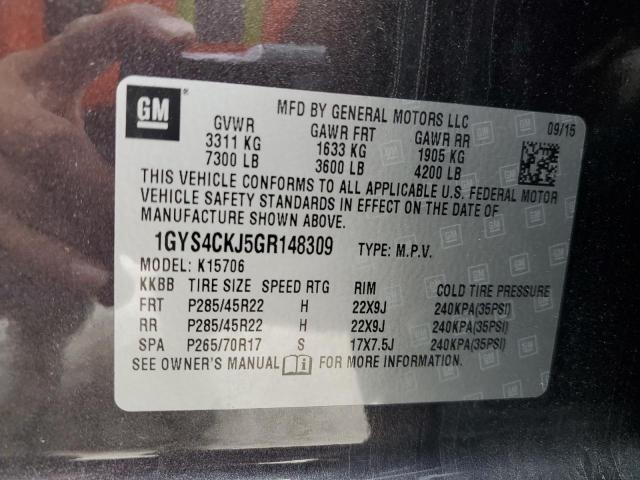 GM
MFD BY GENERAL MOTORS LLC
09/15
GVWR GAWR FRT GAWR RR
3311 KG 1633 KG 1905 KG
7300 LB 3600 LB 4200 LB
THIS VEHICLE CONFORMS TO ALL APPLICABLE U.S. FEDERAL MOTOR
VEHICLE SAFETY STANDARDS IN EFFECT ON THE DATE OF
MANUFACTURE SHOWN ABOVE.
1GYS4CKJ5GR148309 TYPE: M.P.V.
MODEL: K15706
KKBB TIRE SIZE SPEED RTG RIM COLD TIRE PRESSURE
FRT P285/45R22 H 22X9J 240KPA(35PSI)
RR P285/45R22 H 22X9J 240KPA(35PSI)
SPA P265/70R17 S 17X7.5J 240KPA(35PSI)
SEE OWNER'S MANUAL FOR MORE INFORMATION.